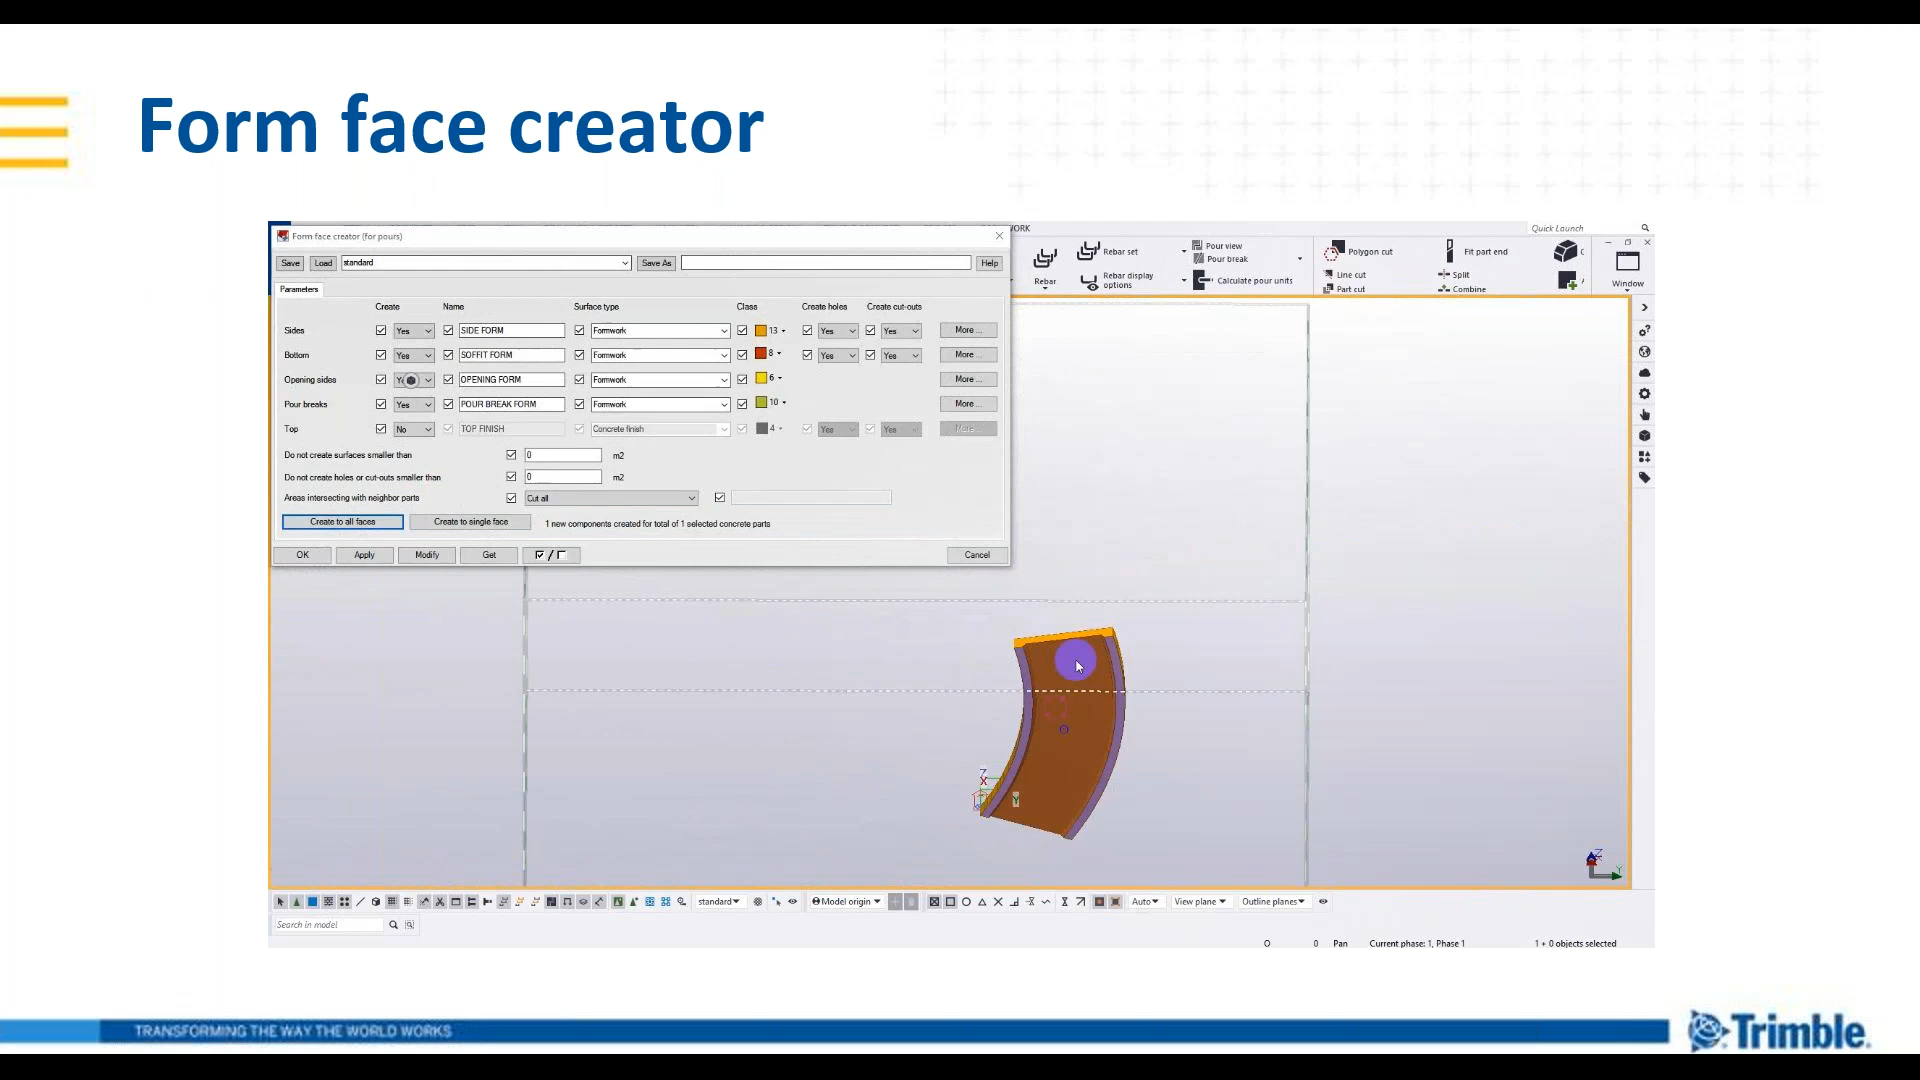 Form face creator
Form face creator (for pours)
Save Load standard Save As Help
Parameters
Create Name Surface type Class Create holes Create cut-outs
Sides Yes SIDE FORM Formwork 13 Yes Yes More ...
Bottom Yes SOFFIT FORM Formwork 8 Yes Yes More ...
Opening sides OPENING FORM Formwork 6 More ...
Pour breaks Yes POUR BREAK FORM Formwork 10 More ...
Top No TOP FINISH Concrete finish 4 Yes Yes More ...
Do not create surfaces smaller than 0 m2
Do not create holes or cut-outs smaller than 0 m2
Areas intersecting with neighbor parts Cut all
Create to all faces Create to single face 1 new components created for total of 1 selected concrete parts
OK Apply Modify Get Cancel
Quick Launch
Rebar
Rebar set
Rebar display options
Pour view
Pour break
Calculate pour units
Polygon cut
Line cut
Part cut
Fit part end
Split
Combine
Window
Z
X
Y
Z
Y
standard Model origin Auto View plane Outline planes
Search in model
O 0 Pan Current phase: 1, Phase 1 1 + 0 objects selected
TRANSFORMING THE WAY THE WORLD WORKS
Trimble